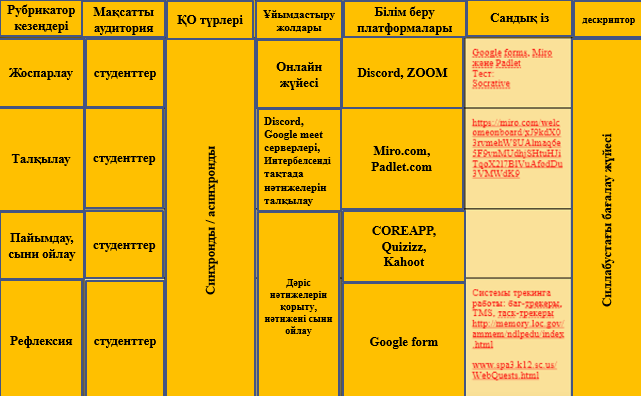 Рубрикатор
кезеңдері
Мақсатты
аудитория
ҚО түрлері
Ұйымдастыру
жолдары
Білім беру
платформалары
Сандық із
дескриптор
Жоспарлау
студенттер
Синхронды / асинхронды
Онлайн
жүйесі
Discord, ZOOM
Google forms, Miro
және Padlet
Тест:
Socrative
Силлабустағы бағалау жүйесі
Талқылау
студенттер
Discord,
Google meet
серверлері,
Интербелсенді
тақтада
нәтижелерін
талқылау
Miro.com,
Padlet.com
https://miro.com/welc
Пайымдау,
сыни ойлау
студенттер
Дәріс
нәтижелерін
қорыту,
нәтижені сыни
ойлау
COREAPP,
Quizizz,
Kahoot
Рефлексия
студенттер
Google form
Системы трекинга
работы: баг-трекеры,
TMS, таск-трекеры
http://memory.loc.gov/
ammem/ndlpedu/index
.html
www.spa3.k12.sc.us/
WebQuests.html